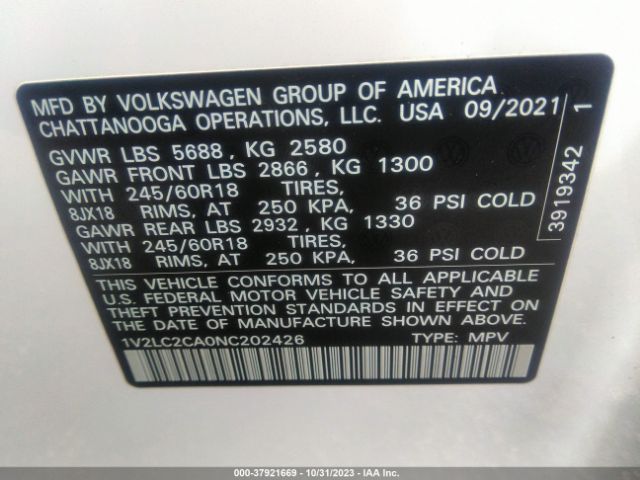 MFD BY VOLKSWAGEN GROUP OF AMERICA
CHATTANOOGA OPERATIONS, LLC. USA 09/2021
GVWR LBS 5688, KG 2580
GAWR FRONT LBS 2866, KG 1300
WITH 245/60R18 TIRES,
8JX18 RIMS, AT 250 KPA, 36 PSI COLD
GAWR REAR LBS 2932, KG 1330
WITH 245/60R18 TIRES,
8JX18 RIMS, AT 250 KPA, 36 PSI COLD
THIS VEHICLE CONFORMS TO ALL APPLICABLE
U.S. FEDERAL MOTOR VEHICLE SAFETY AND
THEFT PREVENTION STANDARDS IN EFFECT ON
THE DATE OF MANUFACTURE SHOWN ABOVE.
1V2LC2CA0NC202426 TYPE: MPV
3919342 1
000-37921669 - 10/31/2023 - IAAI.COM